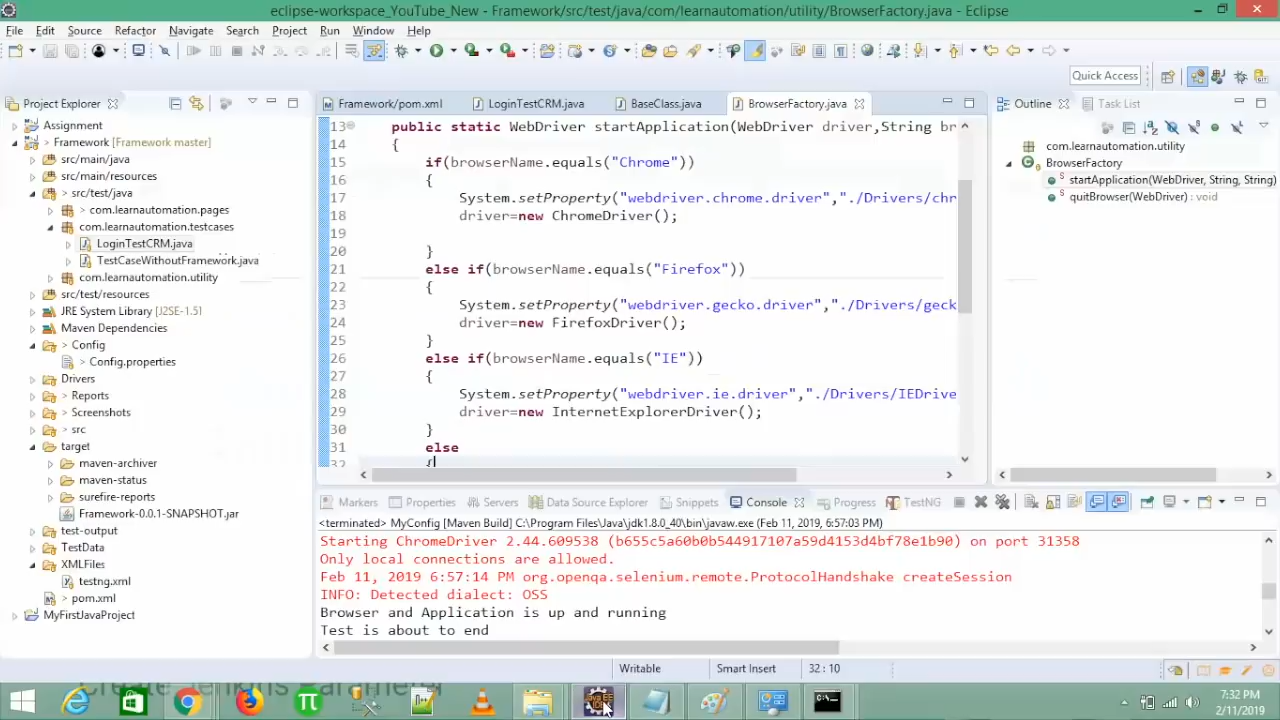 eclipse-workspace_YouTube_New - Framework/src/test/java/com/learnautomation/utility/BrowserFactory.java - Eclipse
File Edit Source Refactor Navigate Search Project Run Window Help
Quick Access
Project Explorer
Framework/pom.xml LoginTestCRM.java BaseClass.java BrowserFactory.java
Outline Task List
Assignment
Framework [Framework master]
src/main/java
src/main/resources
> src/test/java
> com.learnautomation.pages
com.learnautomation.testcases
LoginTestCRM.java
> TestCaseWithoutFramework.java
com.learnautomation.utility
src/test/resources
JRE System Library [J2SE-1.5]
Maven Dependencies
> Config
> Config.properties
Drivers
> Reports
> Screenshots
> src
target
maven-archiver
maven-status
surefire-reports
Framework-0.0.1-SNAPSHOT.jar
test-output
TestData
XMLFiles
testng.xml
> pom.xml
MyFirstJavaProject
13 public static WebDriver startApplication(WebDriver driver,String br
14 {
15 if(browserName.equals("Chrome"))
16 {
17 System.setProperty("webdriver.chrome.driver","./Drivers/chr
18 driver=new ChromeDriver();
19
20 }
21 else if(browserName.equals("Firefox"))
22 {
23 System.setProperty("webdriver.gecko.driver","./Drivers/geck
24 driver=new FirefoxDriver();
25 }
26 else if(browserName.equals("IE"))
27 {
28 System.setProperty("webdriver.ie.driver","./Drivers/IEDrive
29 driver=new InternetExplorerDriver();
30 }
31 else
32 {
com.learnautomation.utility
BrowserFactory
startApplication(WebDriver, String, String)
quitBrowser(WebDriver) : void
Markers Properties Servers Data Source Explorer Snippets Console Progress TestNG
<terminated> MyConfig [Maven Build] C:\Program Files\Java\jdk1.8.0_40\bin\javaw.exe (Feb 11, 2019, 6:57:03 PM)
Starting ChromeDriver 2.44.609538 (b655c5a60b0b544917107a59d4153d4bf78e1b90) on port 31358
Only local connections are allowed.
Feb 11, 2019 6:57:14 PM org.openqa.selenium.remote.ProtocolHandshake createSession
INFO: Detected dialect: OSS
Browser and Application is up and running
Test is about to end
Writable Smart Insert 32 : 10
Create Jenkins Parameter
7:32 PM
2/11/2019